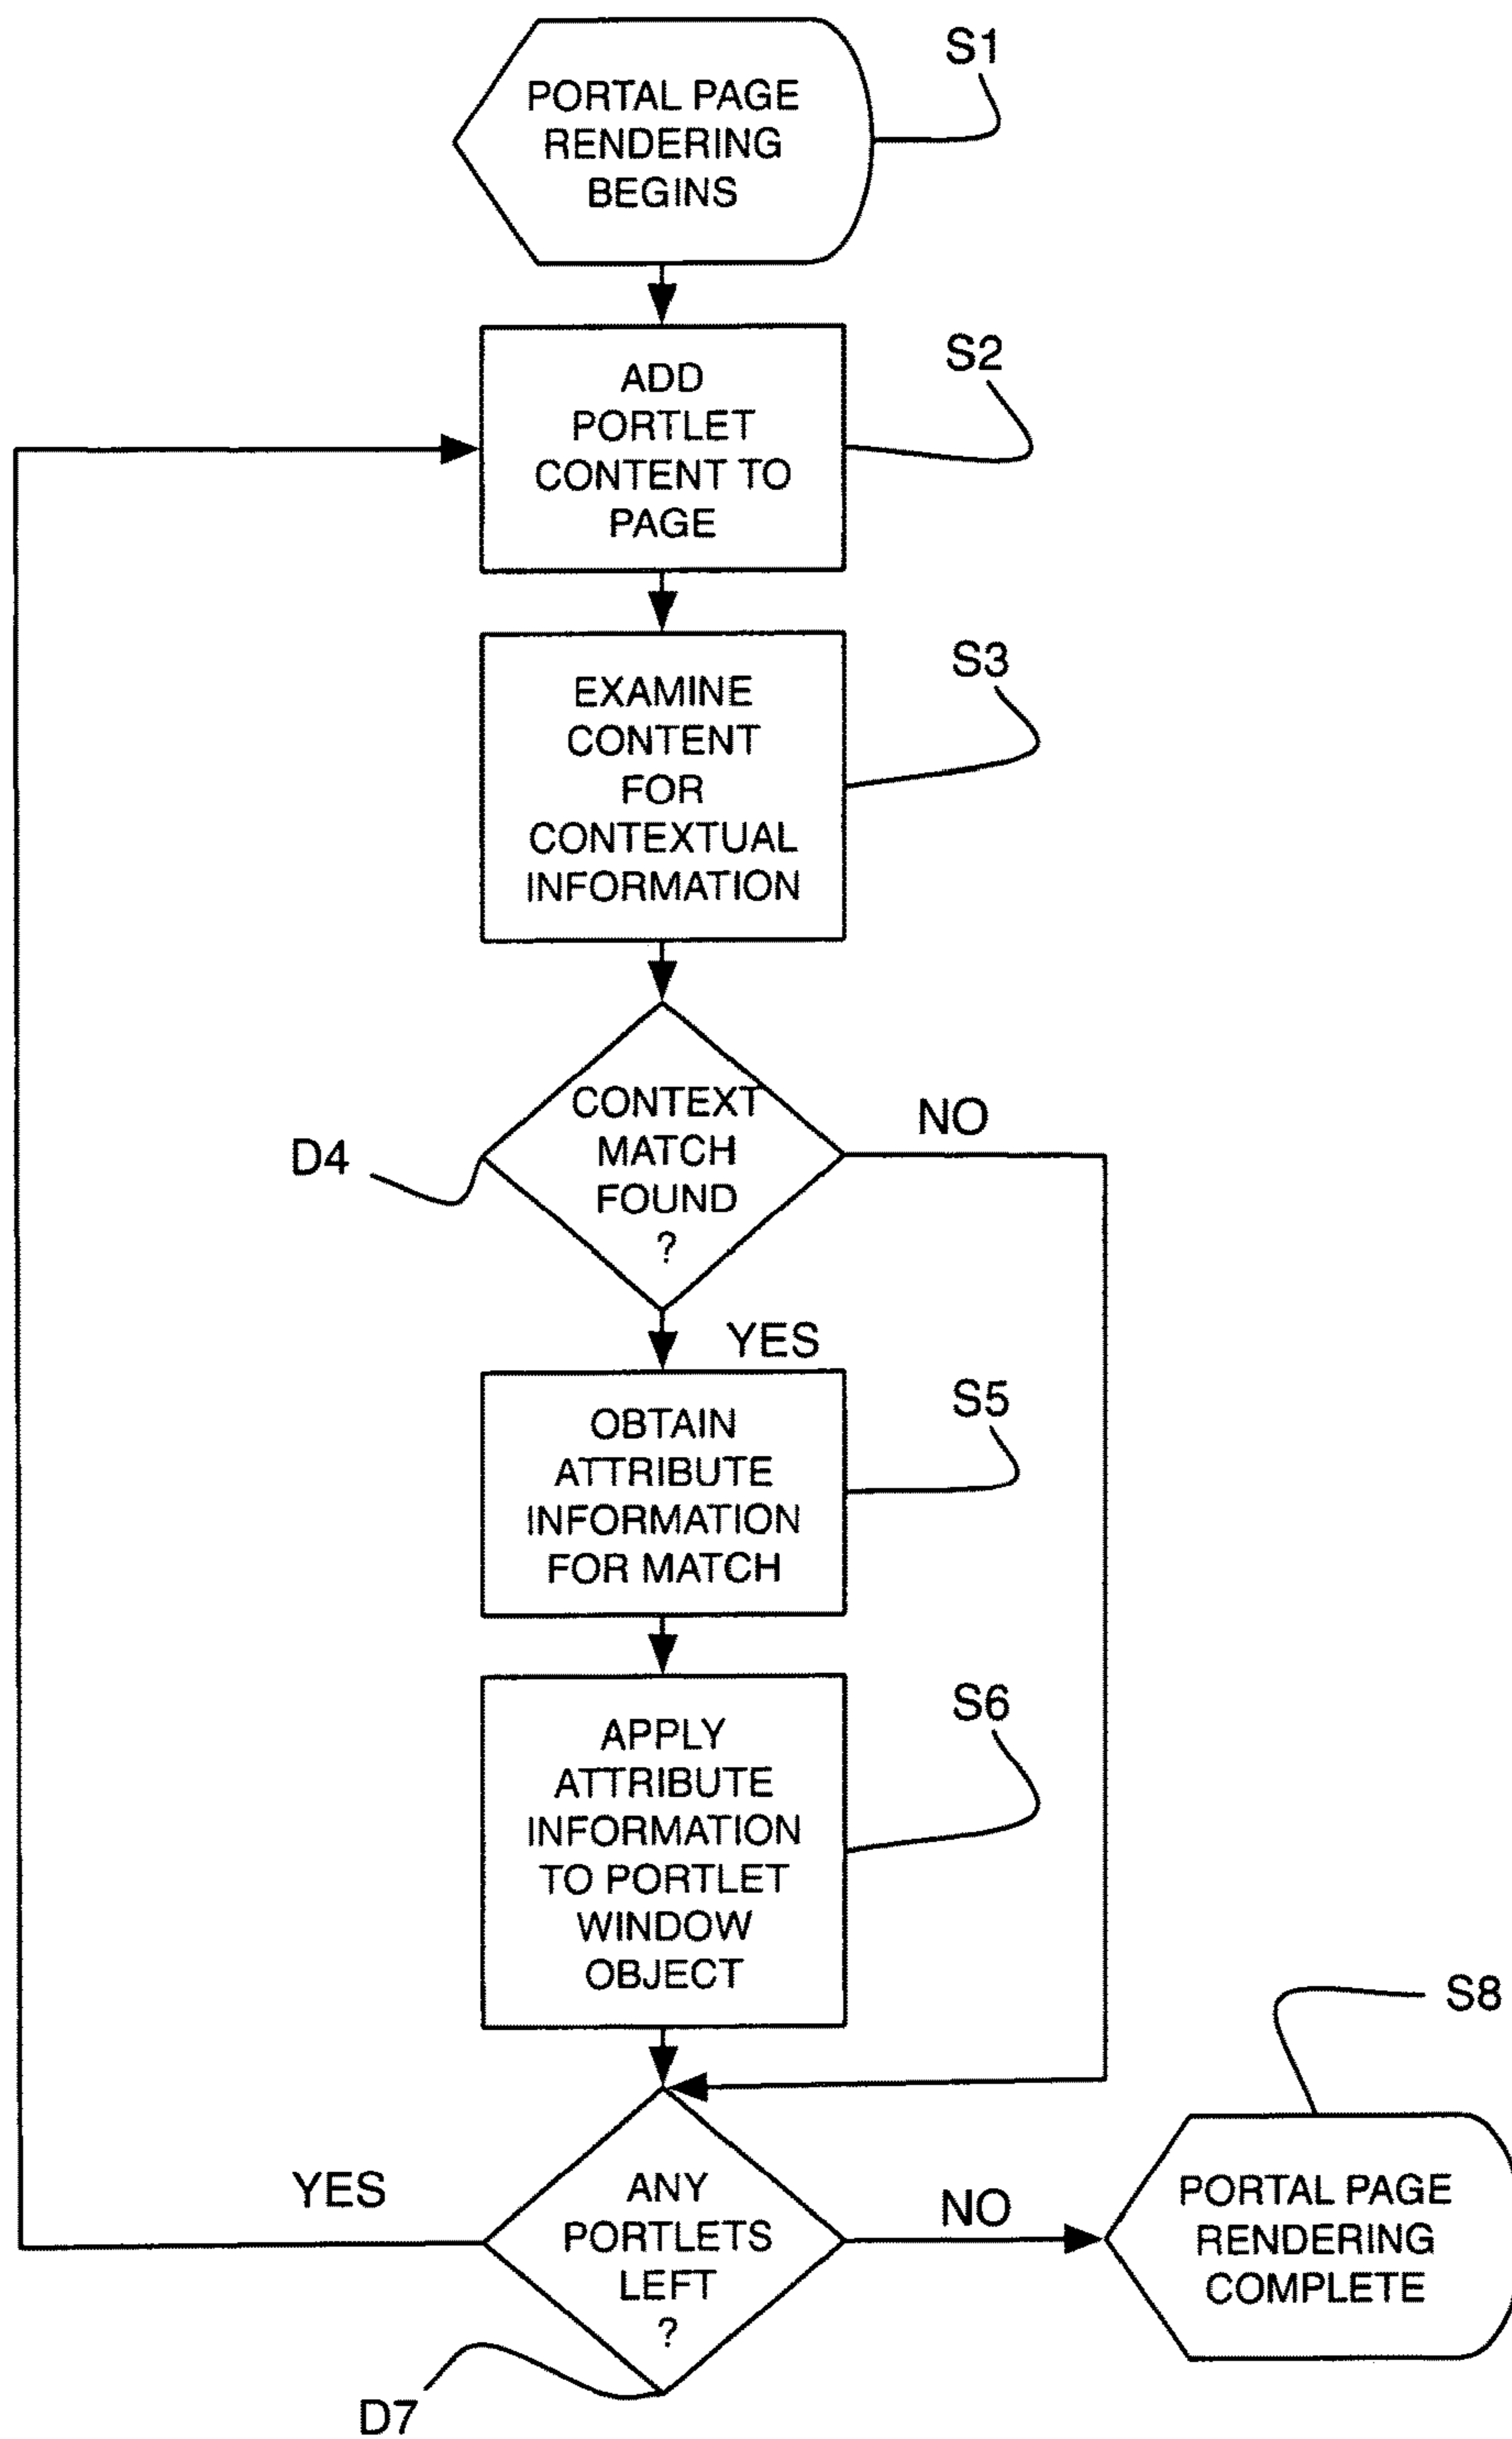 PORTAL PAGE
RENDERING
BEGINS
S1
ADD
PORTLET
CONTENT TO
PAGE
S2
EXAMINE
CONTENT
FOR
CONTEXTUAL
INFORMATION
S3
CONTEXT
MATCH
FOUND
?
D4
NO
YES
OBTAIN
ATTRIBUTE
INFORMATION
FOR MATCH
S5
APPLY
ATTRIBUTE
INFORMATION
TO PORTLET
WINDOW
OBJECT
S6
ANY
PORTLETS
LEFT
?
D7
YES
NO
PORTAL PAGE
RENDERING
COMPLETE
S8